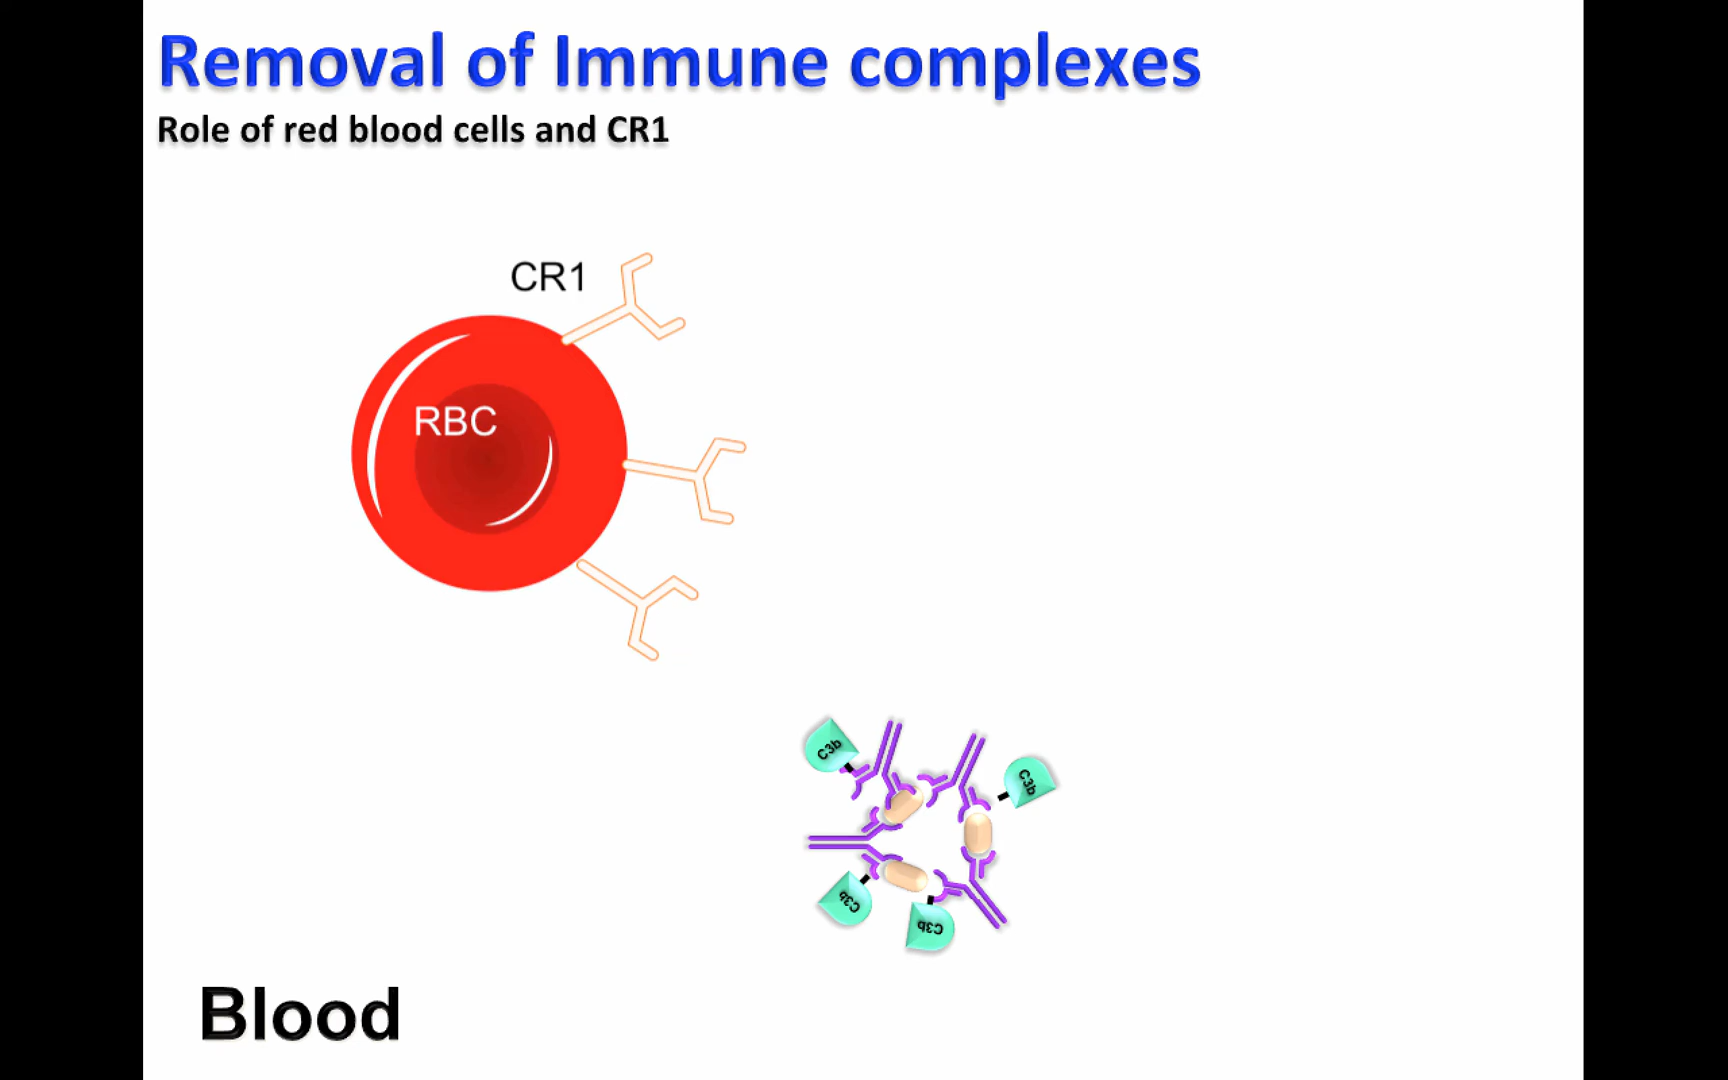 Removal of Immune complexes
Role of red blood cells and CR1
CR1
RBC
C3b
C3b
C3b
C3b
Blood